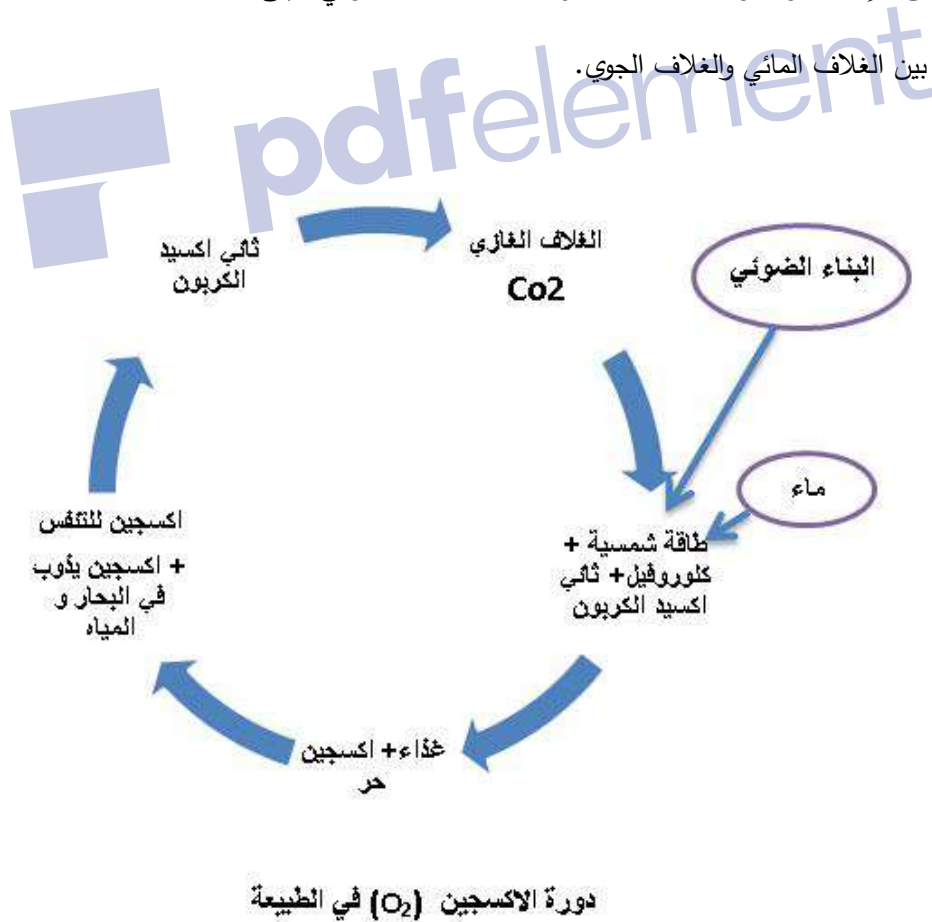 بين الغلاف المائي والغلاف الجوي.
pdfelement
الغلاف الغازي
Co2
البناء الضوئي
ماء
طاقة شمسية +
كلوروفيل+ ثاني
اكسيد الكربون
غذاء+ اكسجين
حر
اكسجين للتنفس
+ اكسجين يذوب
في البحار و
المياه
ثاني اكسيد
الكربون
دورة الاكسجين (O₂) في الطبيعة